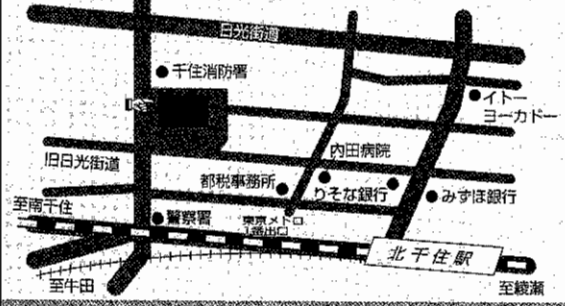 日光街道
千住消防署
イトー
ヨーカドー
内田病院
旧日光街道
都税事務所
りそな銀行
みずほ銀行
至南千住
警察署
東京メトロ
1番出口
北千住駅
至牛田
至綾瀬